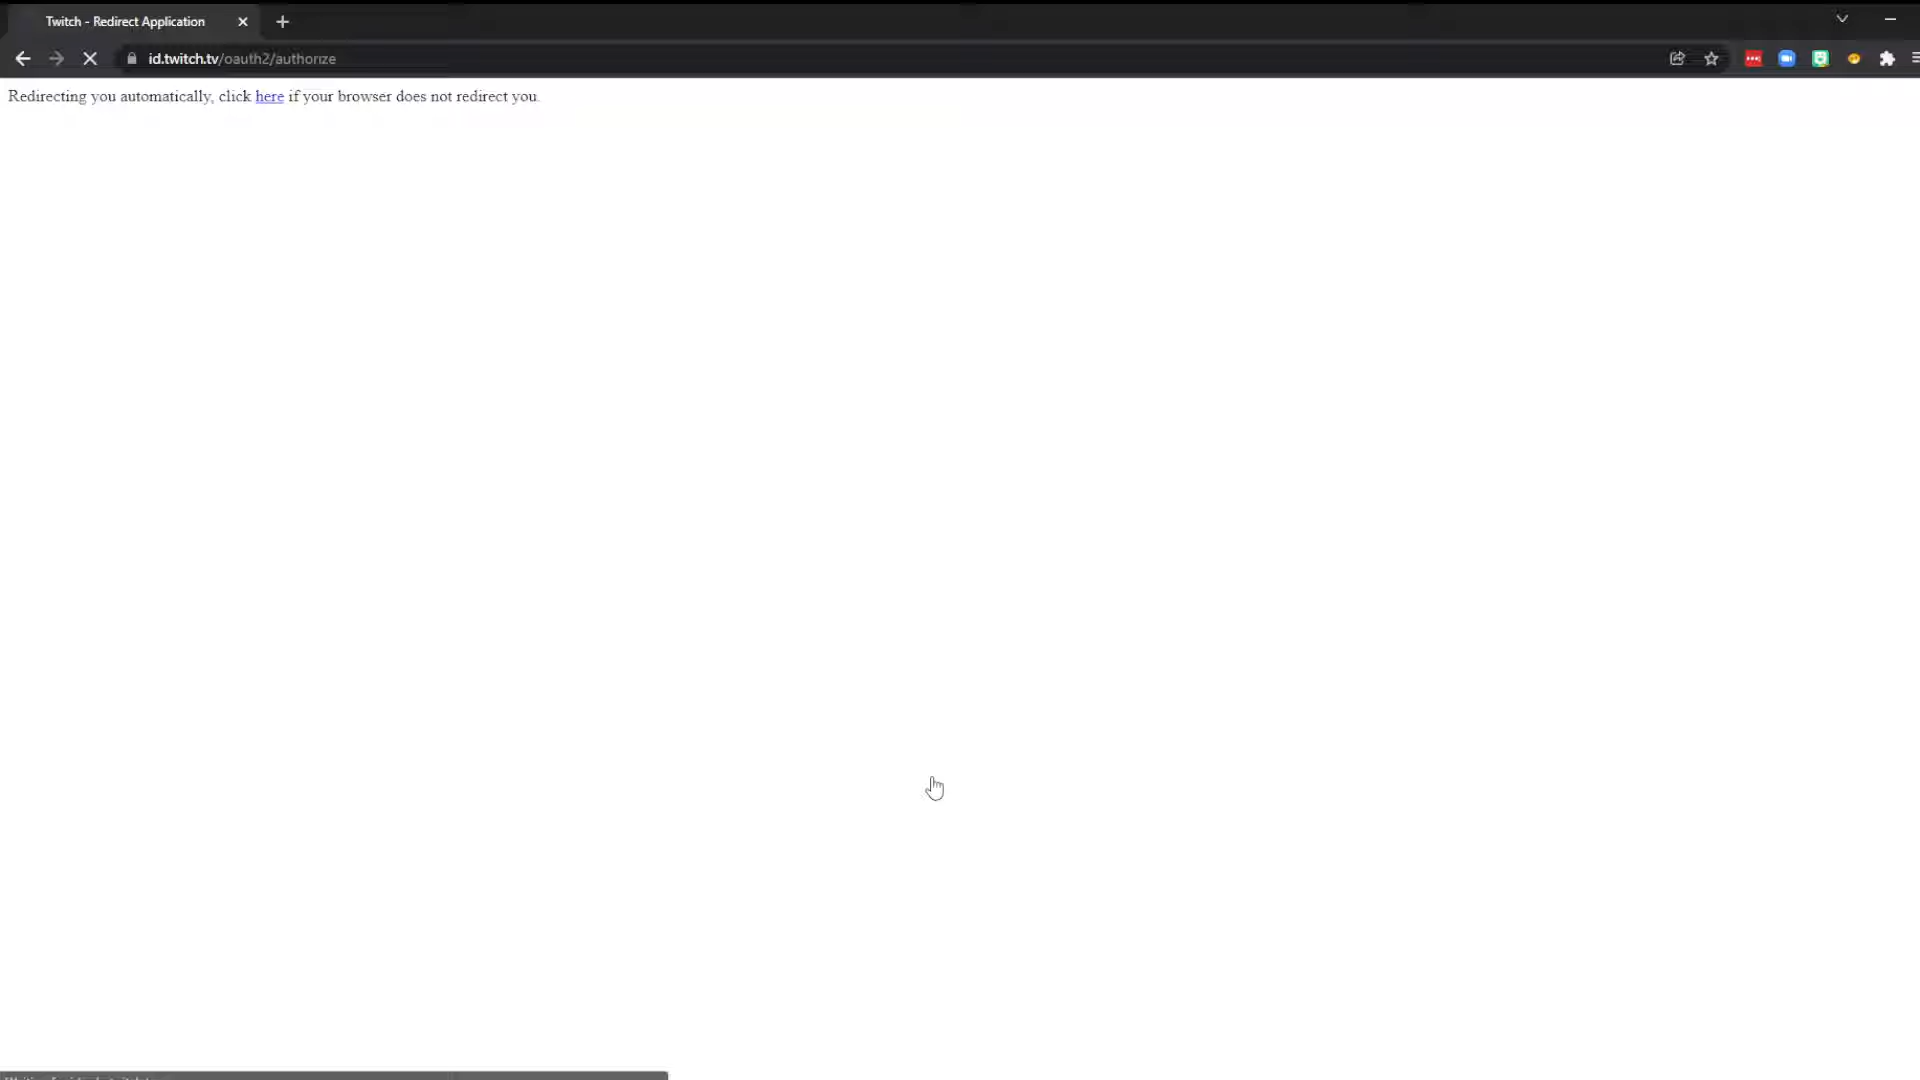 Twitch - Redirect Application
id.twitch.tv/oauth2/authorize
Redirecting you automatically, click here if your browser does not redirect you.